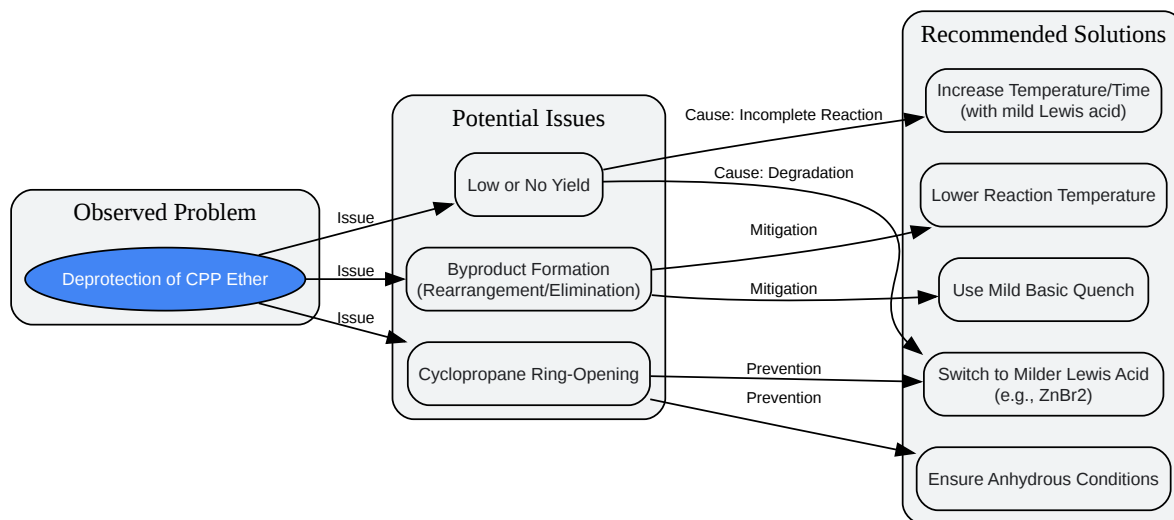 Observed Problem
Deprotection of CPP Ether
Issue
Issue
Issue
Potential Issues
Low or No Yield
Byproduct Formation
(Rearrangement/Elimination)
Cyclopropane Ring-Opening
Cause: Incomplete Reaction
Cause: Degradation
Mitigation
Mitigation
Prevention
Prevention
Recommended Solutions
Increase Temperature/Time
(with mild Lewis acid)
Lower Reaction Temperature
Use Mild Basic Quench
Switch to Milder Lewis Acid
(e.g., ZnBr2)
Ensure Anhydrous Conditions